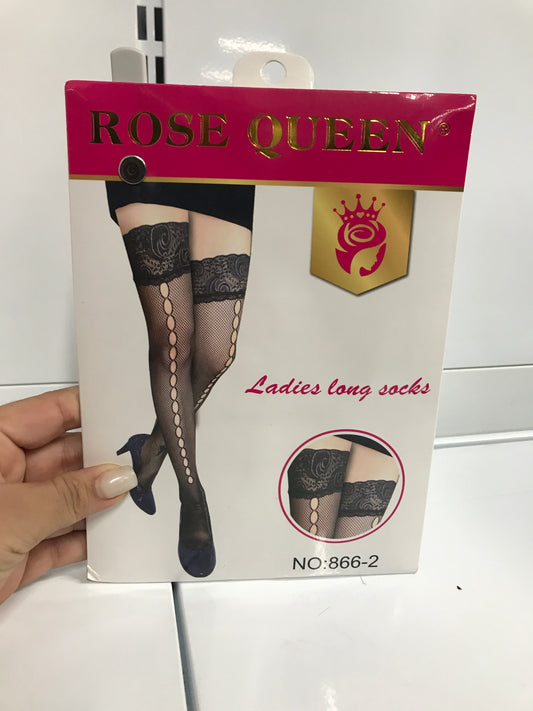 ROSE QUEEN®
Ladies long socks
NO:866-2